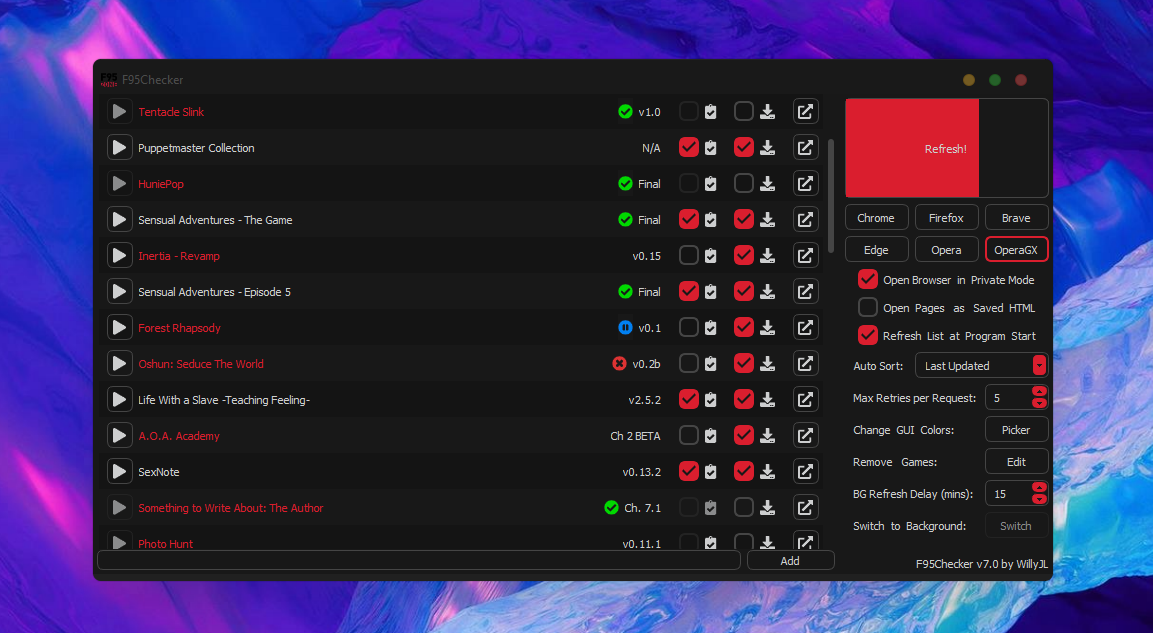 F95Checker
Tentacle Slink v1.0
Puppetmaster Collection N/A
HuniePop Final
Sensual Adventures - The Game Final
Inertia - Revamp v0.15
Sensual Adventures - Episode 5 Final
Forest Rhapsody v0.1
Oshun: Seduce The World v0.2b
Life With a Slave -Teaching Feeling- v2.5.2
A.O.A. Academy Ch 2 BETA
SexNote v0.13.2
Something to Write About: The Author Ch. 7.1
Photo Hunt v0.11.1
Add
Refresh!
Chrome Firefox Brave
Edge Opera OperaGX
Open Browser in Private Mode
Open Pages as Saved HTML
Refresh List at Program Start
Auto Sort: Last Updated
Max Retries per Request: 5
Change GUI Colors: Picker
Remove Games: Edit
BG Refresh Delay (mins): 15
Switch to Background: Switch
F95Checker v7.0 by WillyJL